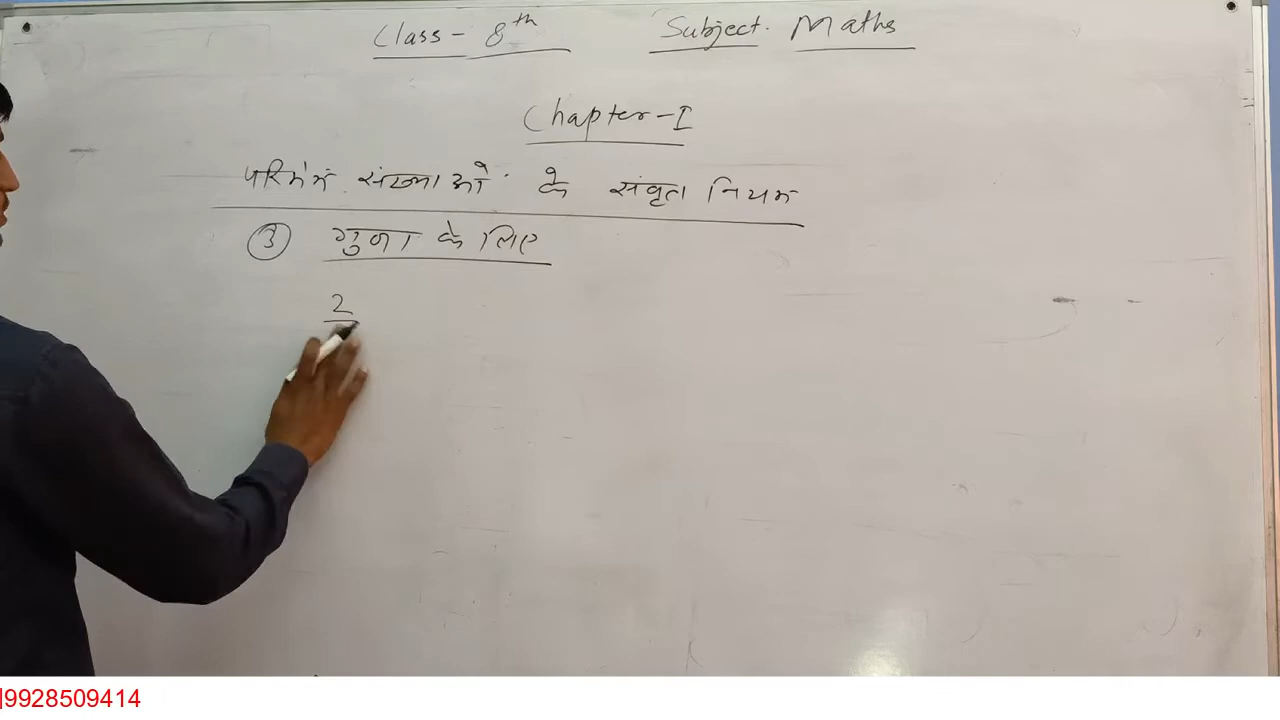 Class - 8th Subject. Maths
Chapter - I
परिमेय संख्याओं के संवृत नियम
③ गुणा के लिए
2
9928509414